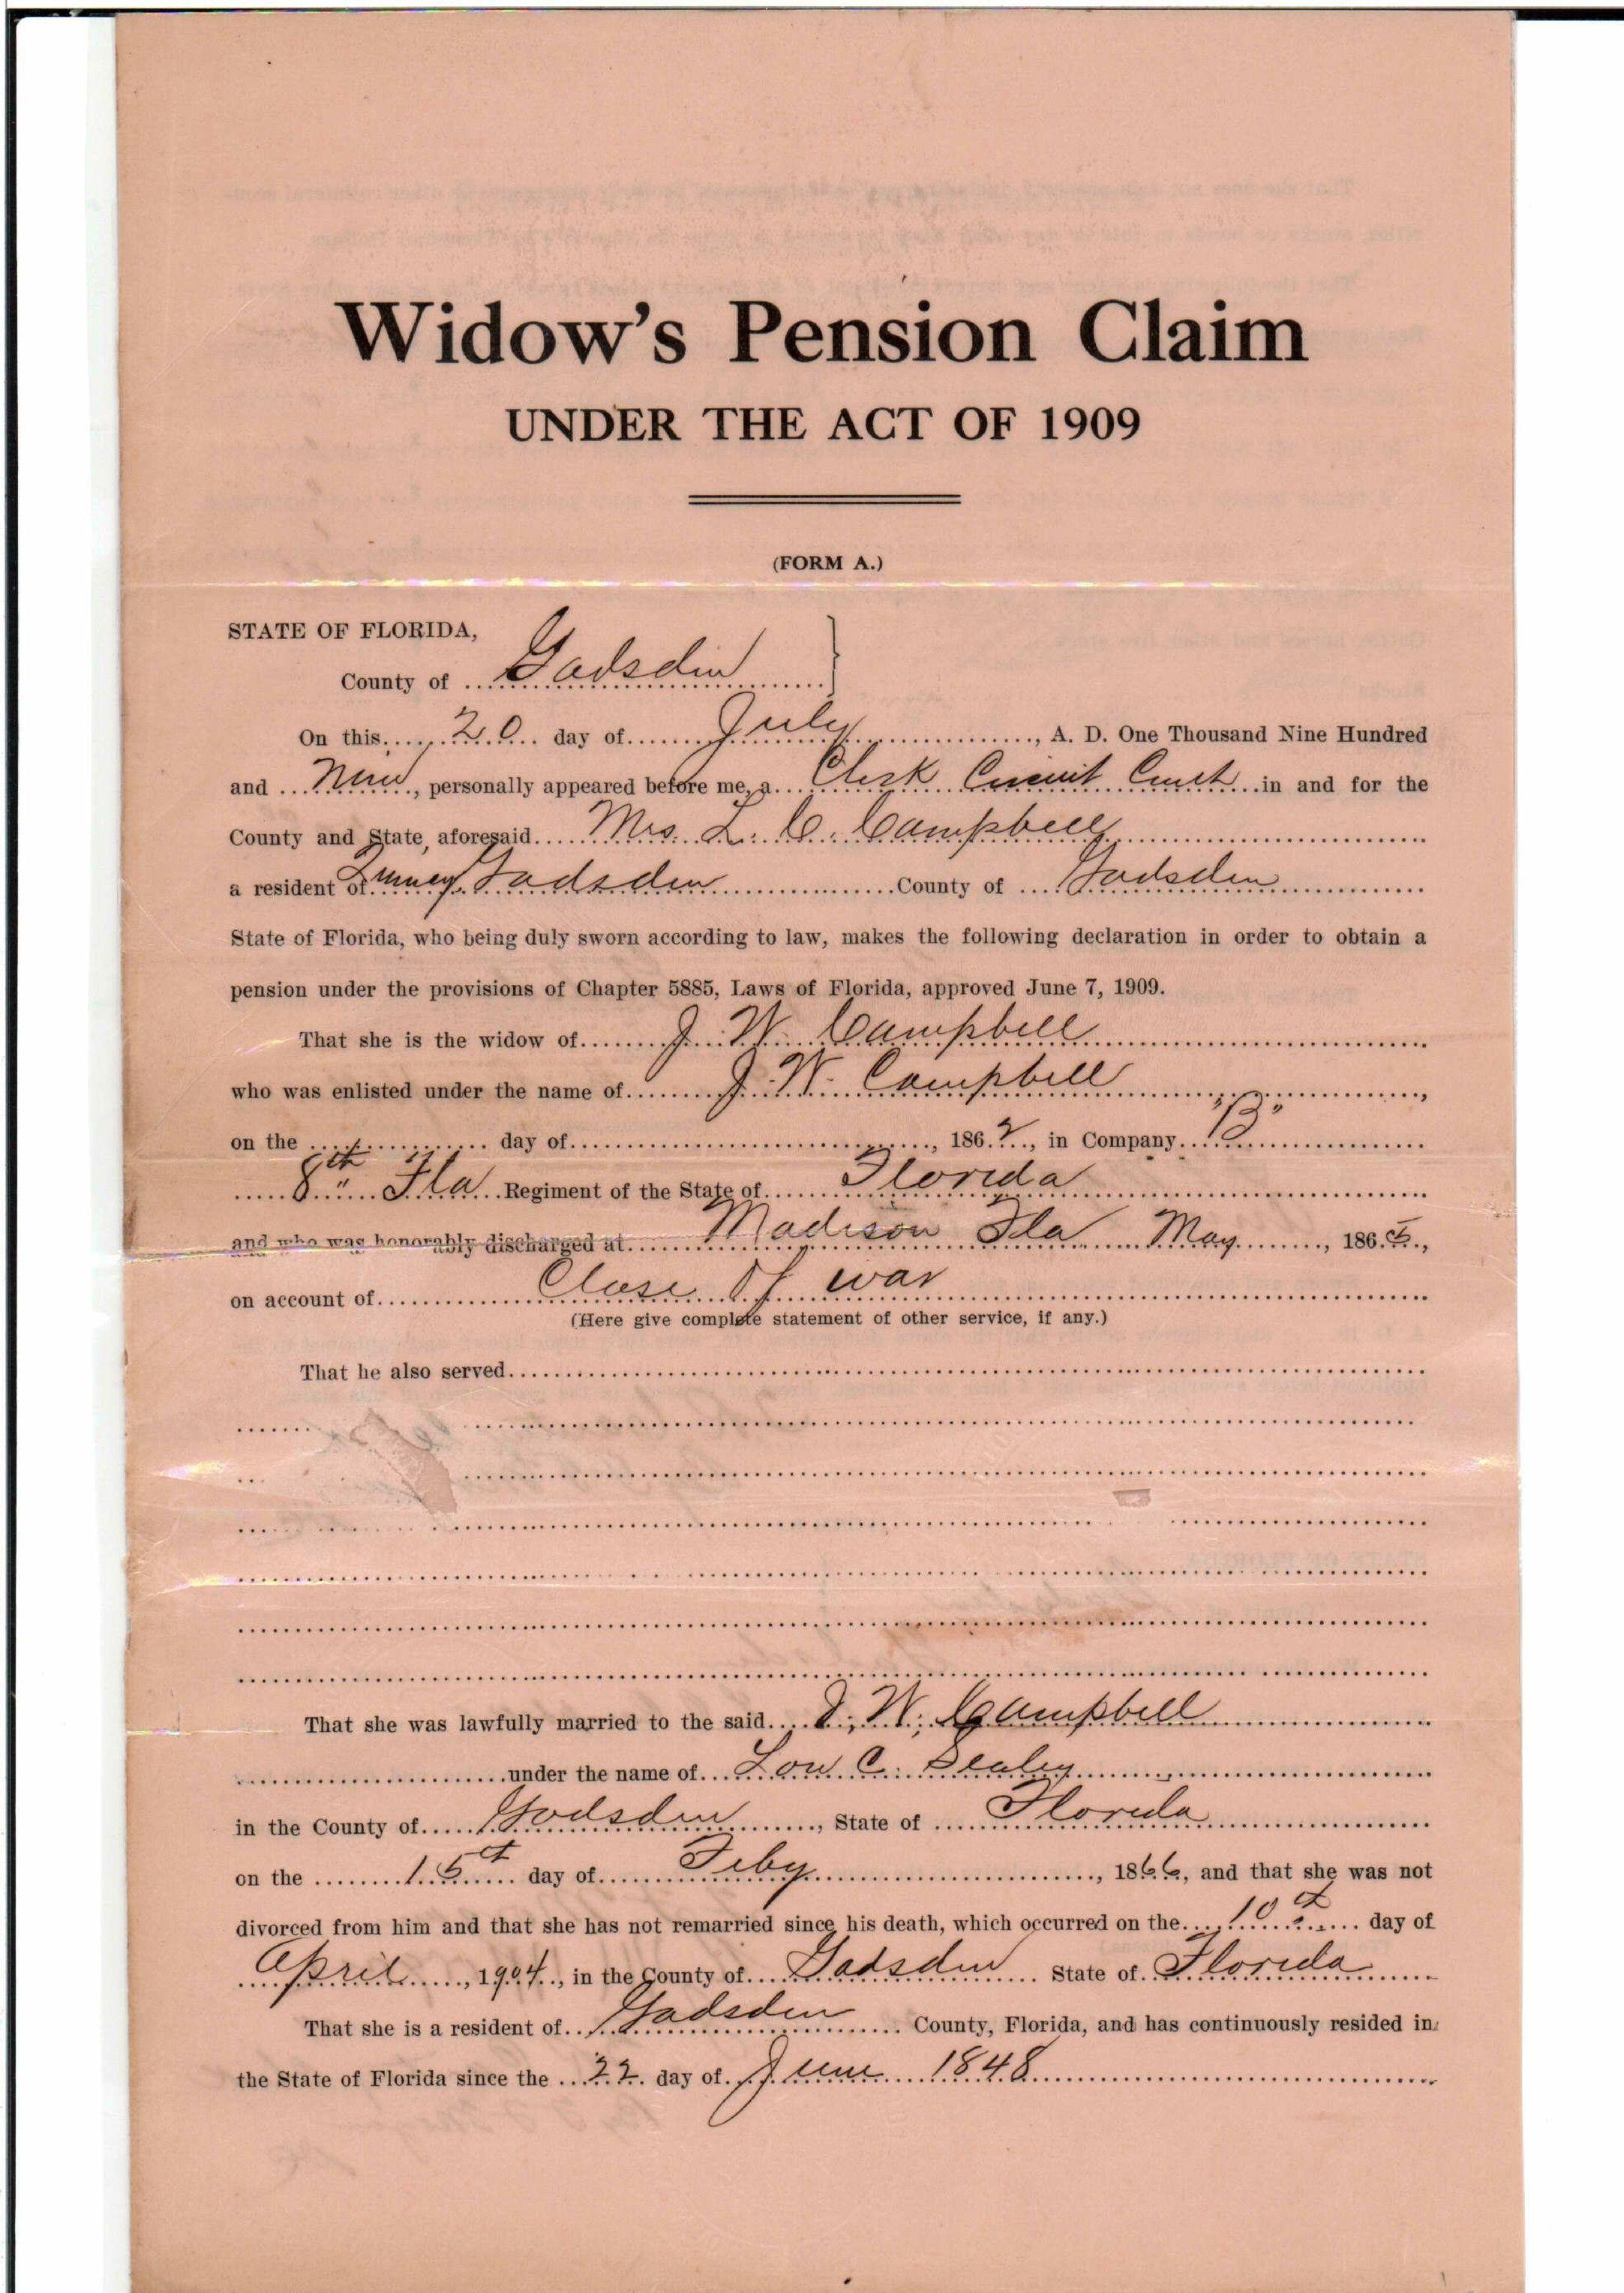 Widow's Pension Claim
UNDER THE ACT OF 1909
(FORM A.)
STATE OF FLORIDA,
County of Gadsden
On this 20 day of July, A. D. One Thousand Nine Hundred
and Nine, personally appeared before me, a Clerk Circuit Court in and for the
County and State, aforesaid Mrs. L. C. Campbell
a resident of Quincy Gadsden County of Gadsden
State of Florida, who being duly sworn according to law, makes the following declaration in order to obtain a
pension under the provisions of Chapter 5885, Laws of Florida, approved June 7, 1909.
That she is the widow of J. W. Campbell
who was enlisted under the name of J. W. Campbell,
on the day of, 1862, in Company "B"
8th Fla Regiment of the State of Florida
and who was honorably discharged at Madison Fla May, 1865,
on account of Close of war
(Here give complete statement of other service, if any.)
That he also served
That she was lawfully married to the said J. W. Campbell
under the name of Lou C. Sealey
in the County of Gadsden, State of Florida
on the 15th day of Feby, 1866, and that she was not
divorced from him and that she has not remarried since his death, which occurred on the 10th day of
April, 1904, in the County of Gadsden State of Florida
That she is a resident of Gadsden County, Florida, and has continuously resided in
the State of Florida since the 22 day of June 1848